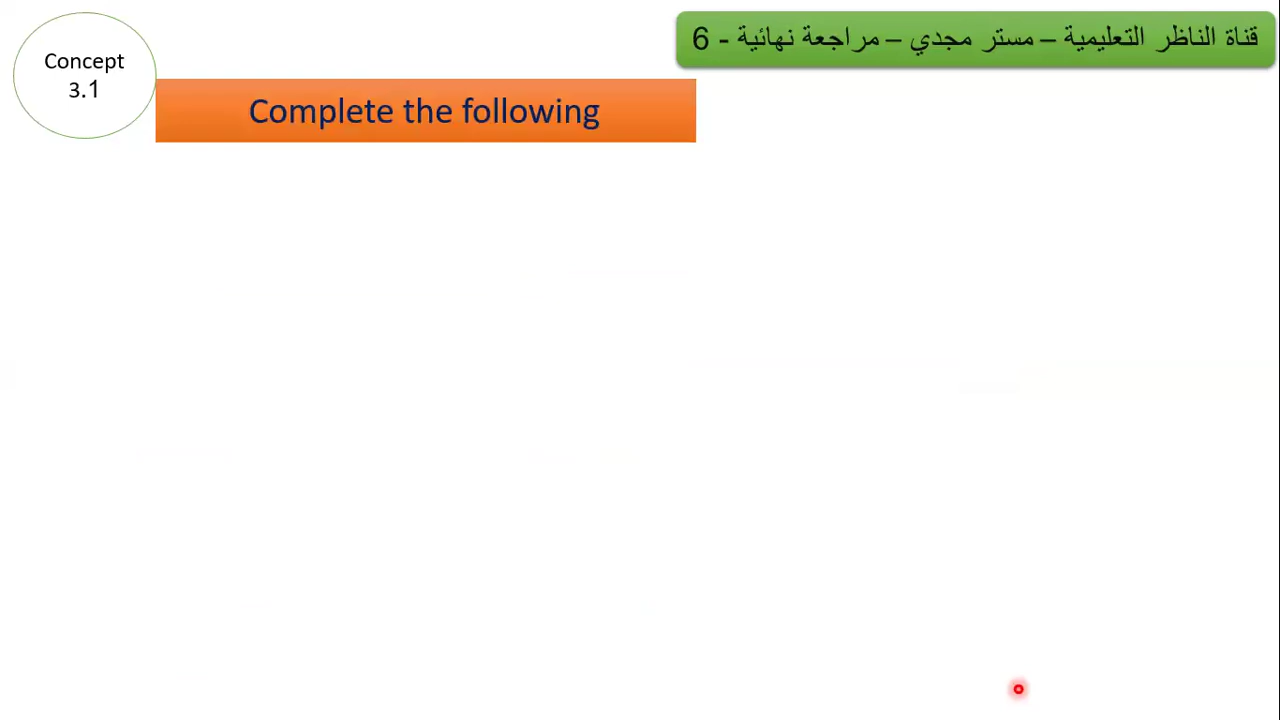 Concept
3.1
قناة الناظر التعليمية – مستر مجدي – مراجعة نهائية - 6
Complete the following